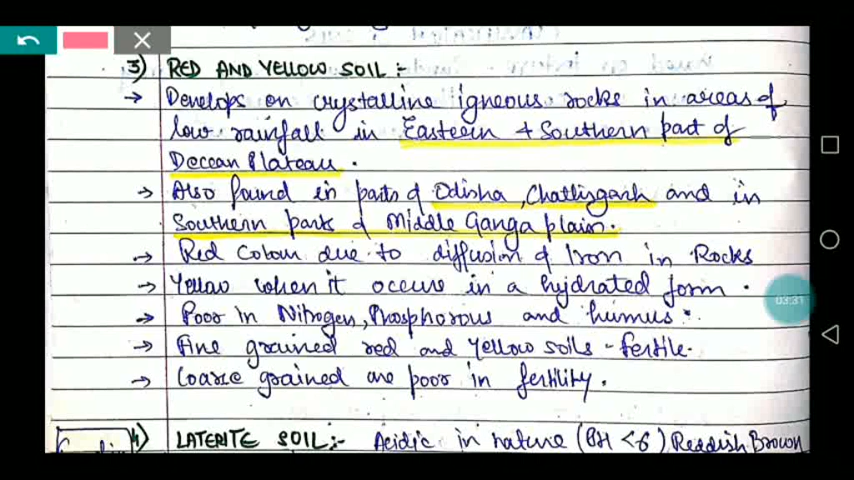 3) RED AND YELLOW SOIL :-
→ Develops on crystalline igneous rocks in areas of
low rainfall in Eastern + Southern part of
Deccan Plateau.
→ Also found in parts of Odisha, Chattisgarh and in
Southern parts of Middle Ganga plain.
→ Red Colour due to diffusion of Iron in Rocks
→ Yellow when it occurs in a hydrated form.
03:31
→ Poor in Nitrogen, Phosphorous and humus.
→ Fine grained red and yellow soils - fertile.
→ Coarse grained are poor in fertility.
4) LATERITE SOIL:- Acidic in nature (PH <6) Reddish Brown